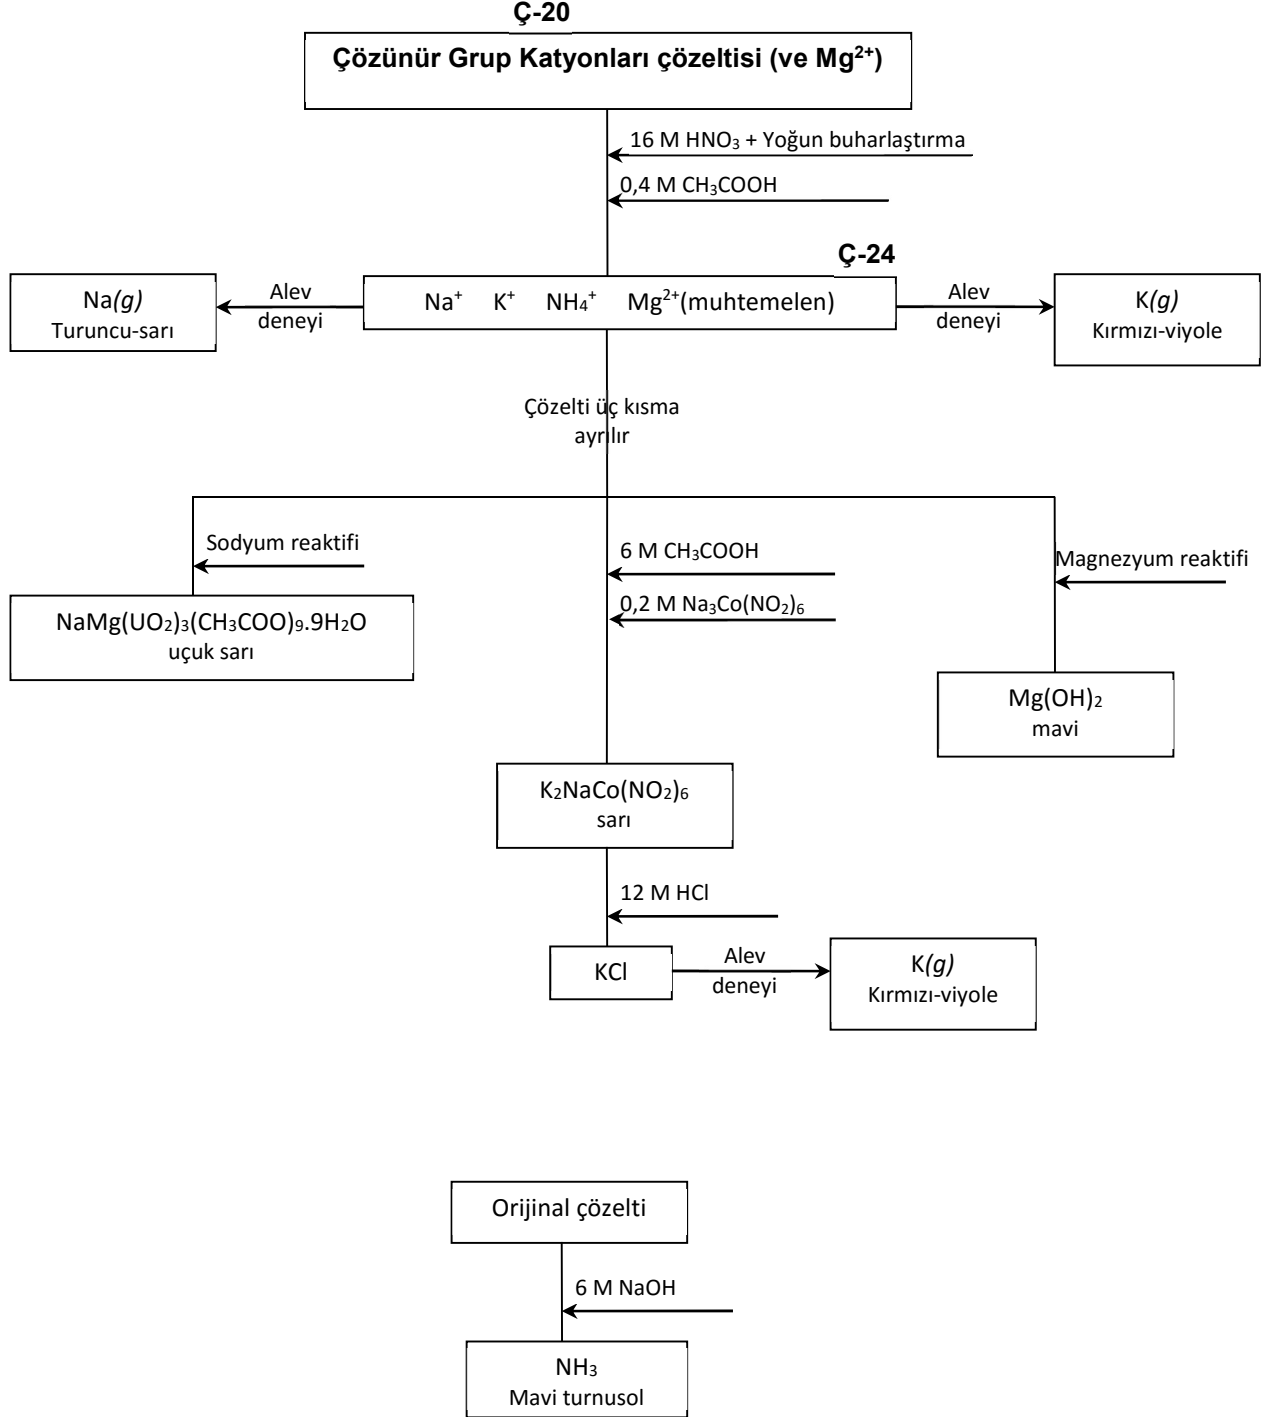 Ç-20
Çözünür Grup Katyonları çözeltisi (ve Mg²⁺)
16 M HNO₃ + Yoğun buharlaştırma
0,4 M CH₃COOH
Ç-24
Na(g)
Turuncu-sarı
Alev
deneyi
Na⁺ K⁺ NH₄⁺ Mg²⁺(muhtemelen)
Alev
deneyi
K(g)
Kırmızı-viyole
Çözelti üç kısma
ayrılır
Sodyum reaktifi
6 M CH₃COOH
Magnezyum reaktifi
0,2 M Na₃Co(NO₂)₆
NaMg(UO₂)₃(CH₃COO)₉.9H₂O
uçuk sarı
Mg(OH)₂
mavi
K₂NaCo(NO₂)₆
sarı
12 M HCl
KCl
Alev
deneyi
K(g)
Kırmızı-viyole
Orijinal çözelti
6 M NaOH
NH₃
Mavi turnusol